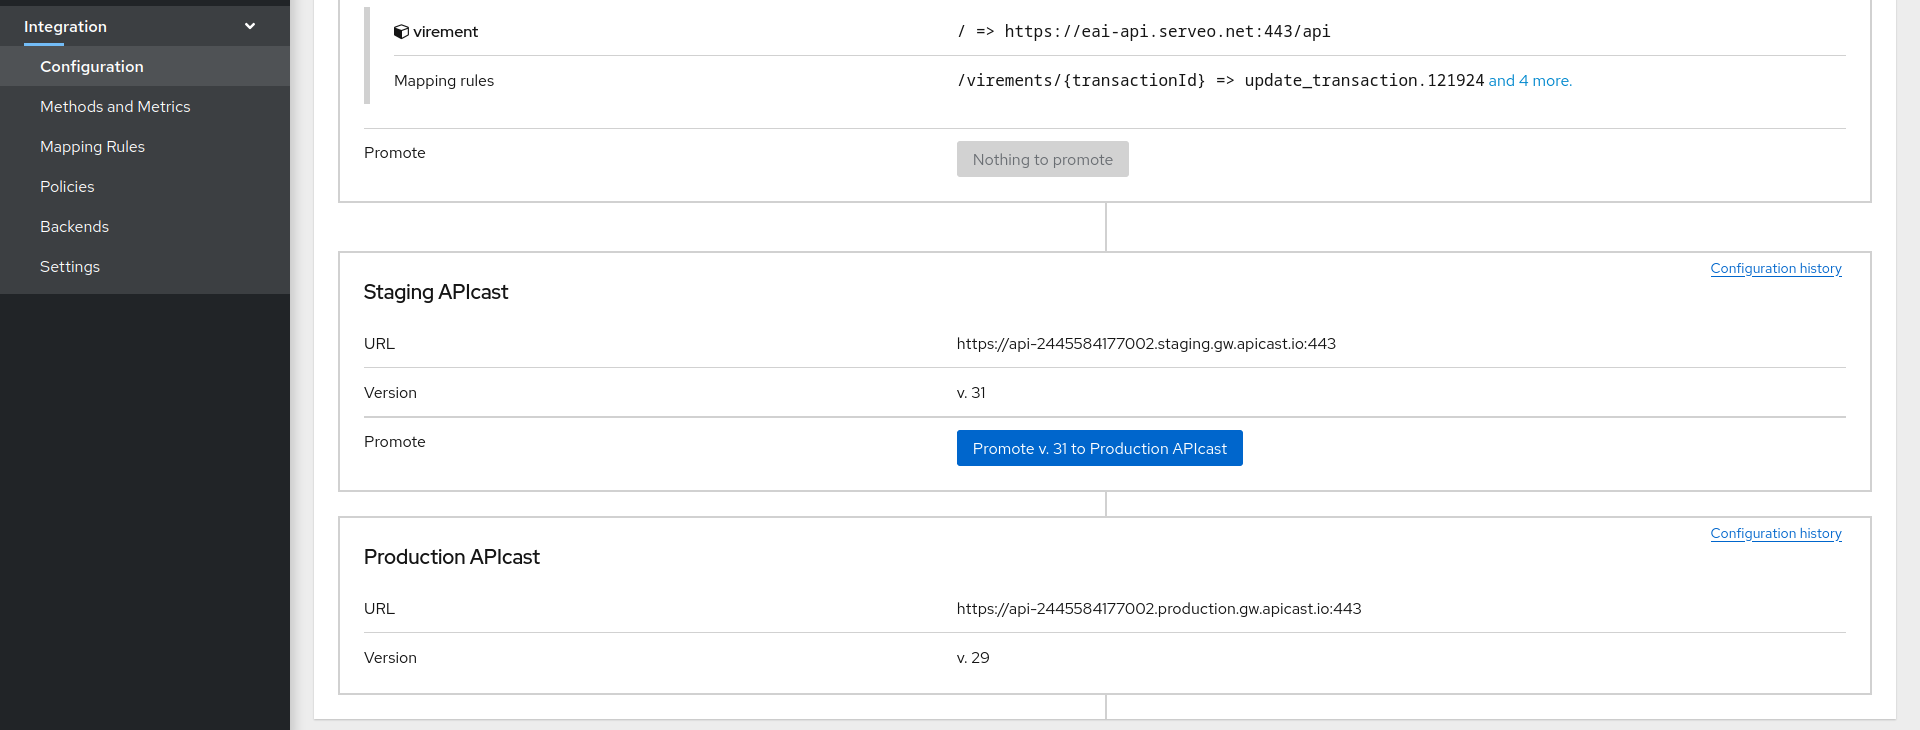 Integration
Configuration
Methods and Metrics
Mapping Rules
Policies
Backends
Settings
virement / => https://eai-api.serveo.net:443/api
Mapping rules /virements/{transactionId} => update_transaction.121924 and 4 more.
Promote Nothing to promote
Configuration history
Staging APIcast
URL https://api-2445584177002.staging.gw.apicast.io:443
Version v. 31
Promote Promote v. 31 to Production APIcast
Configuration history
Production APIcast
URL https://api-2445584177002.production.gw.apicast.io:443
Version v. 29